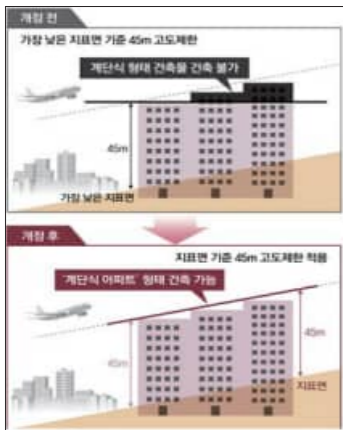 개정 전
가장 낮은 지표면 기준 45m 고도제한
계단식 형태 건축물 건축 불가
45m
가장 낮은 지표면
개정 후
지표면 기준 45m 고도제한 적용
'계단식 아파트' 형태 건축 가능
45m
45m
지표면